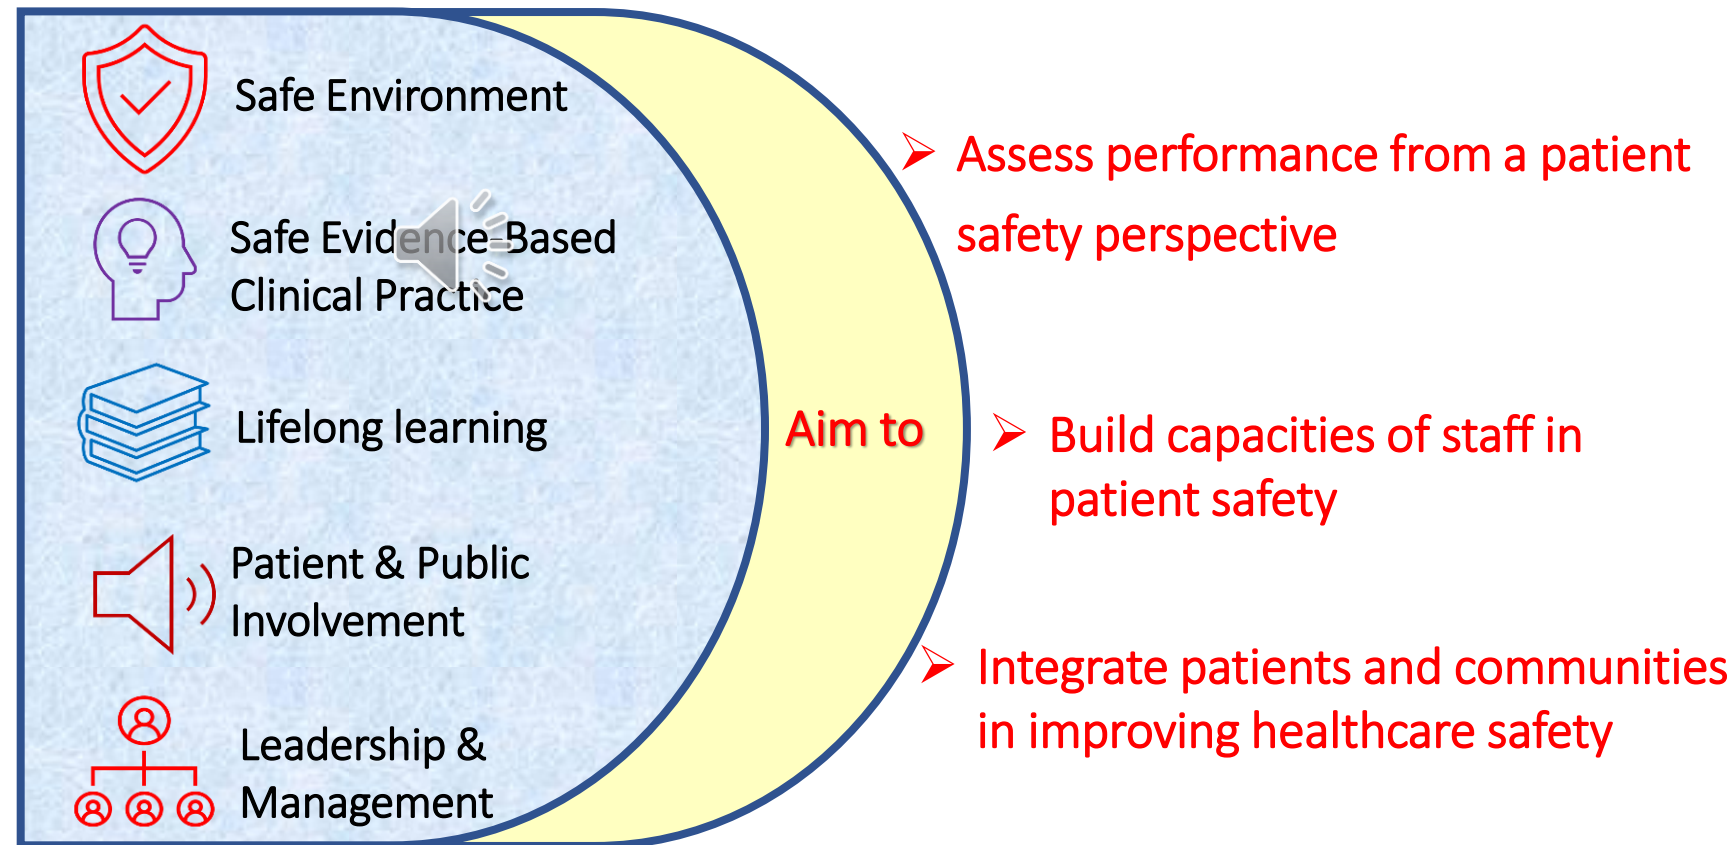 Safe Environment
Safe Evidence-Based
Clinical Practice
Lifelong learning
Patient & Public
Involvement
Leadership &
Management
Aim to
Assess performance from a patient
safety perspective
Build capacities of staff in
patient safety
Integrate patients and communities
in improving healthcare safety